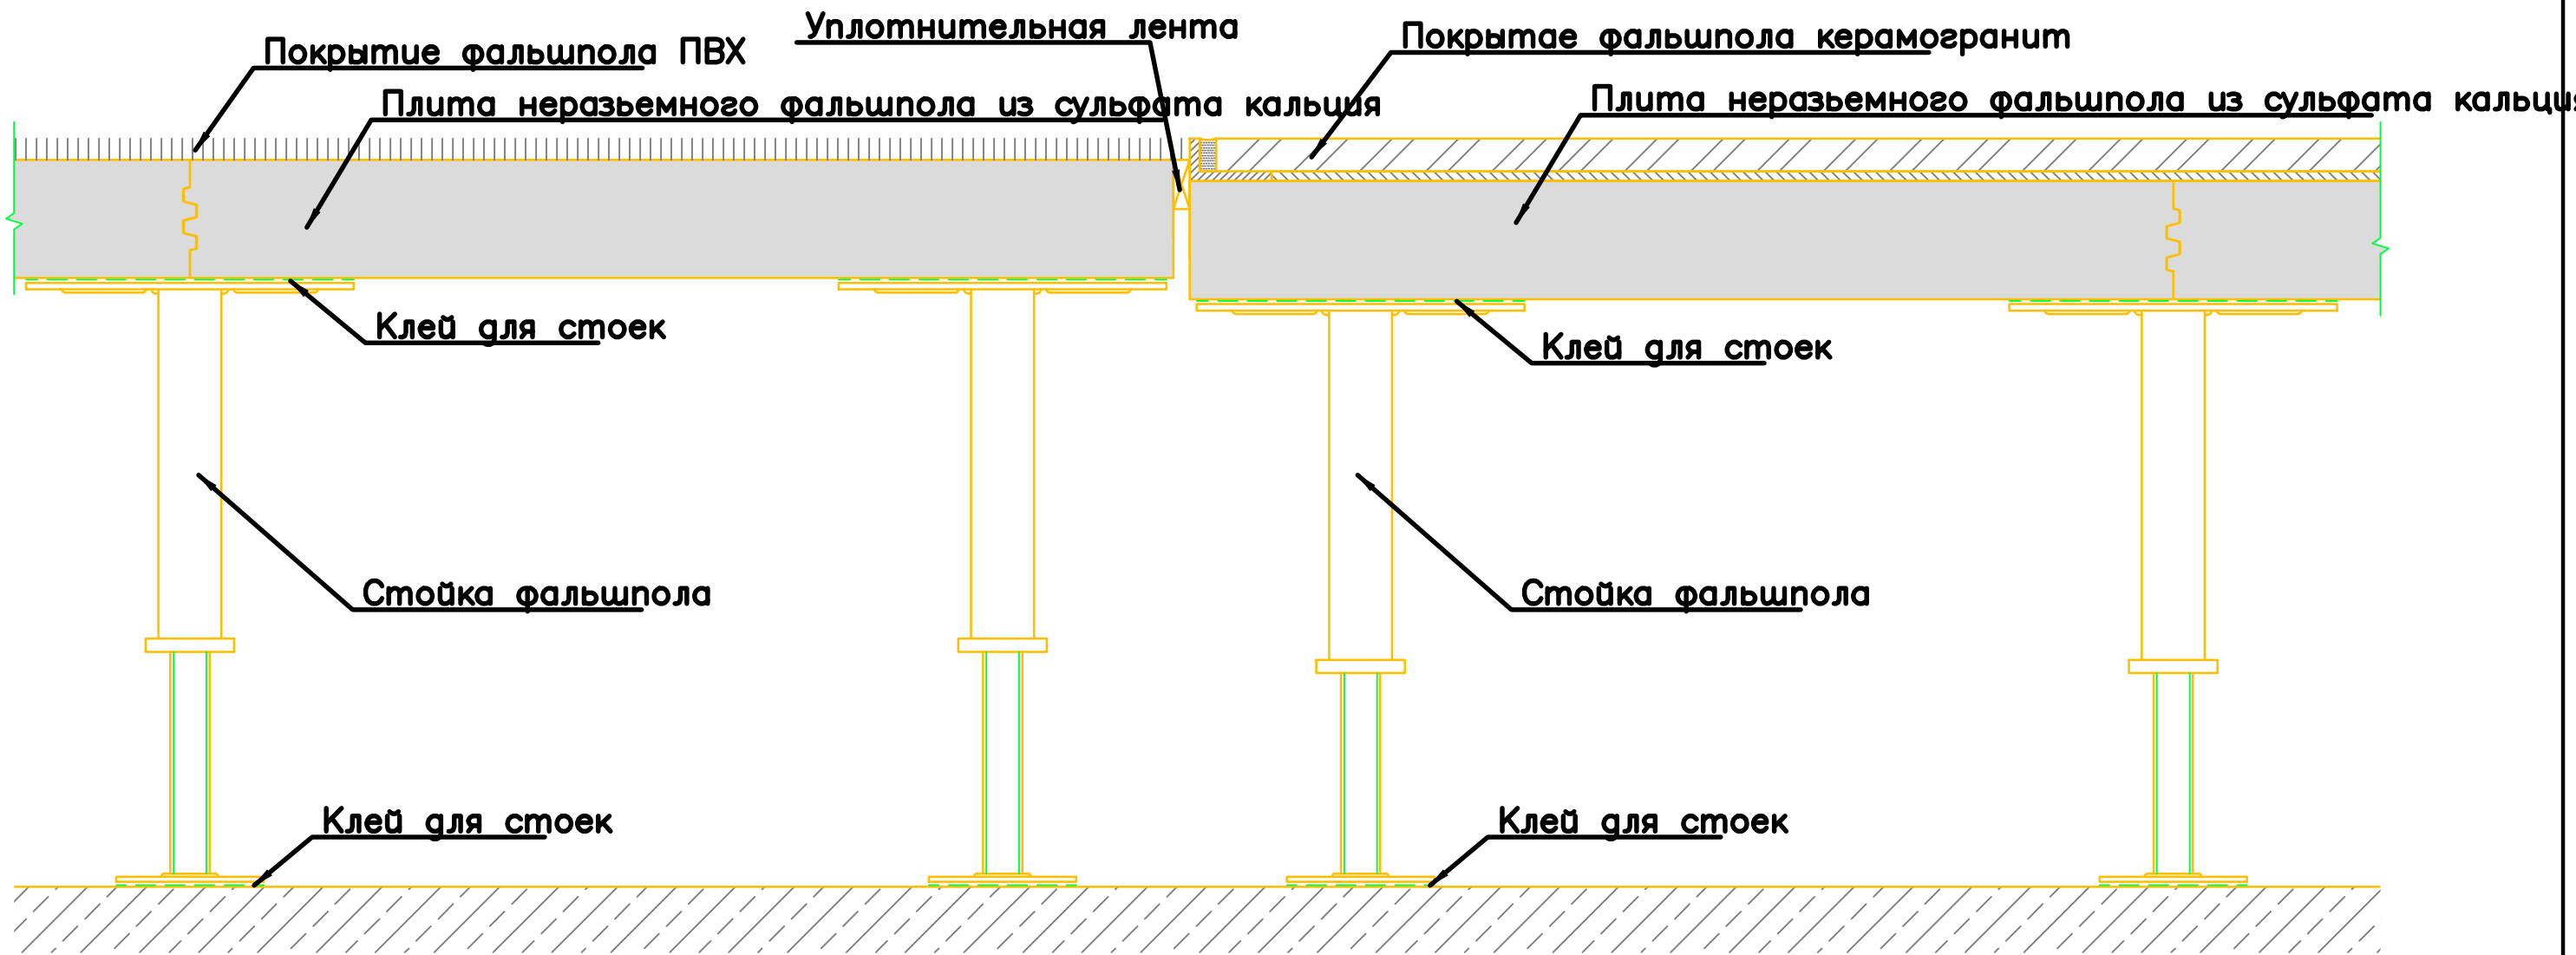 Уплотнительная лента
Покрытие фальшпола ПВХ
Покрытае фальшпола керамогранит
Плита неразьемного фальшпола из сульфата кальция
Плита неразьемного фальшпола из сульфата кальция
Клей для стоек
Клей для стоек
Стойка фальшпола
Стойка фальшпола
Клей для стоек
Клей для стоек